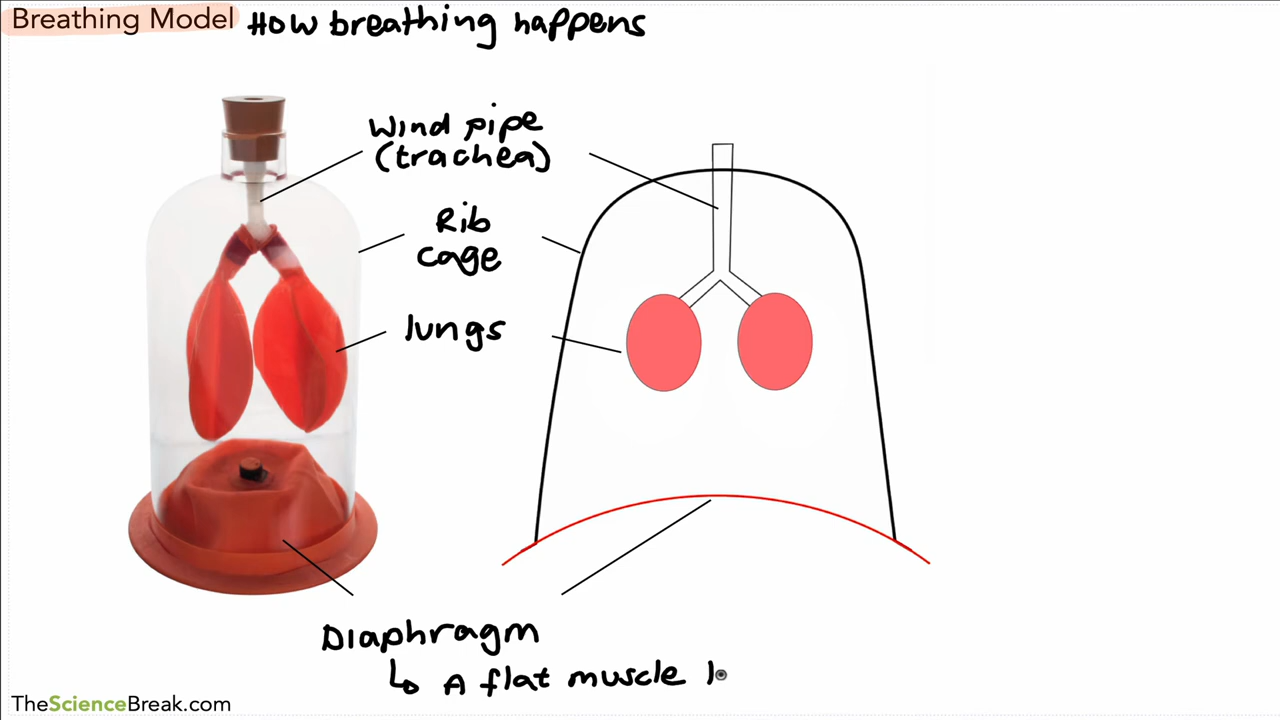 Breathing Model How breathing happens
Wind pipe
(trachea)
Rib
cage
lungs
Diaphragm
↳ A flat muscle
TheScienceBreak.com